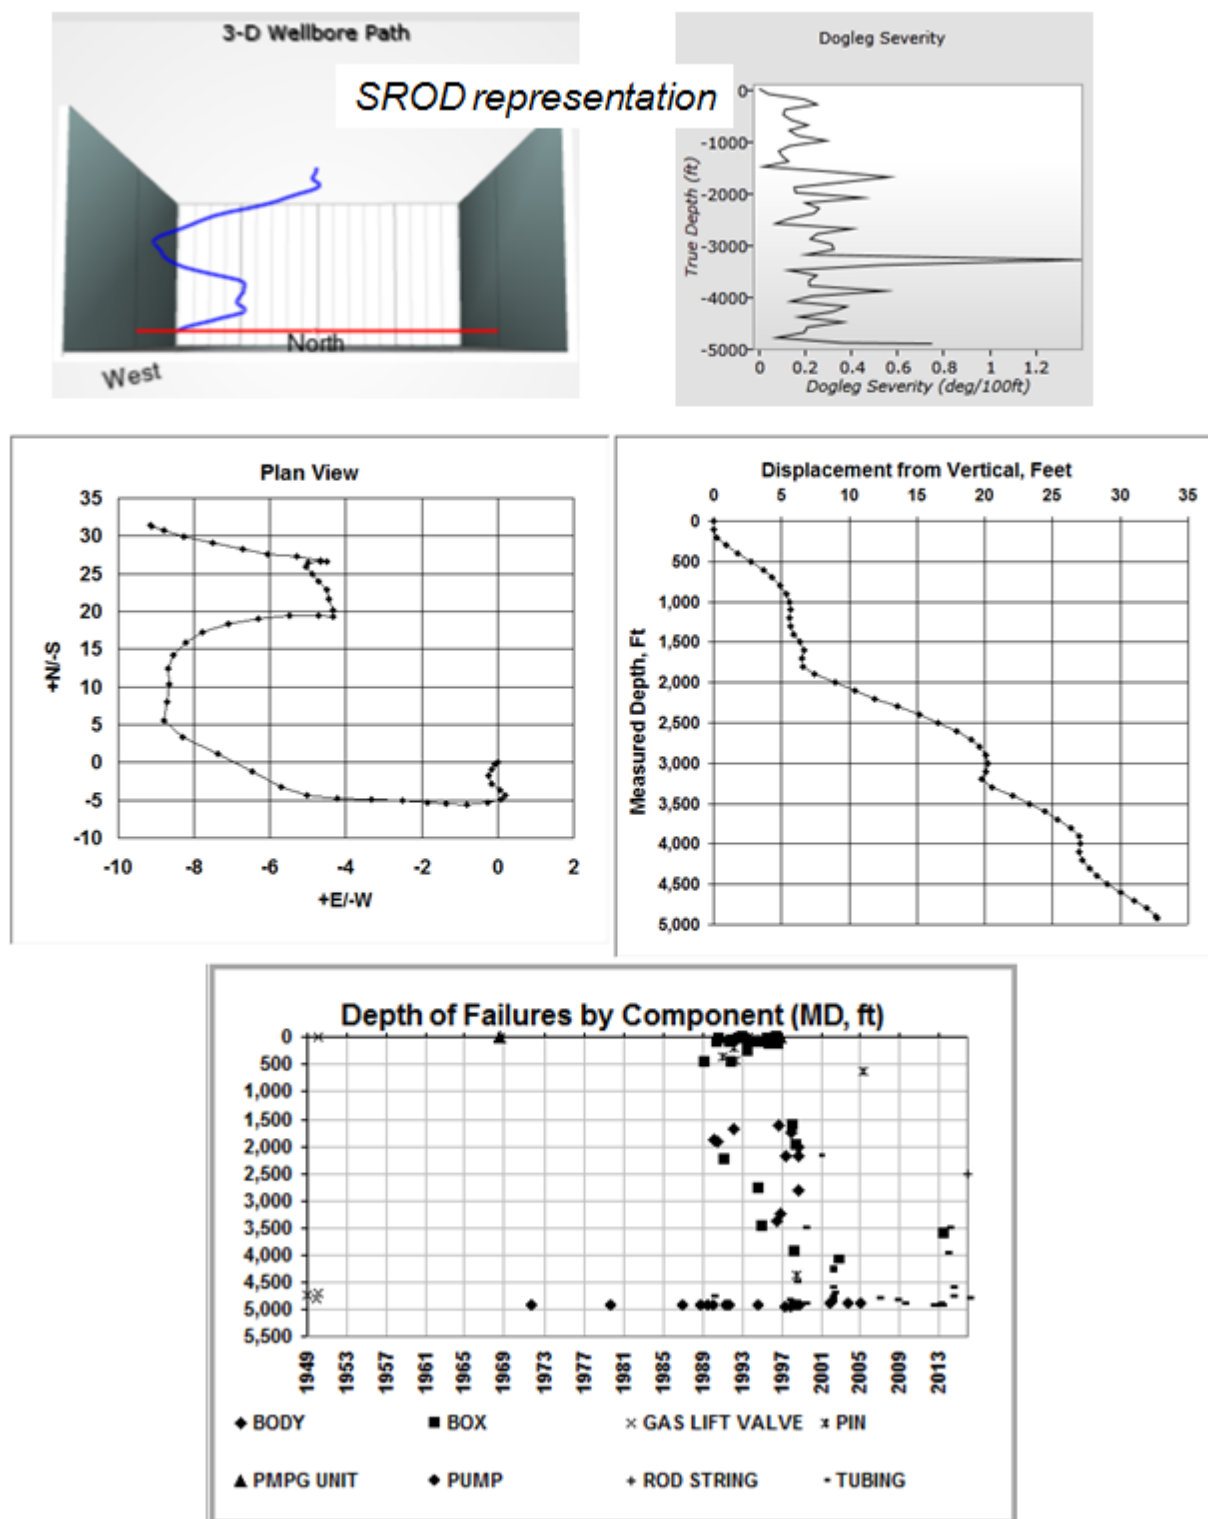 3-D Wellbore Path
SROD representation
North
West
Dogleg Severity
0
-1000
-2000
-3000
-4000
-5000
True Depth (ft)
0 0.2 0.4 0.6 0.8 1 1.2
Dogleg Severity (deg/100ft)
Plan View
35
30
25
20
15
10
5
0
-5
-10
+N/-S
-10 -8 -6 -4 -2 0 2
+E/-W
Displacement from Vertical, Feet
0 5 10 15 20 25 30 35
0
500
1,000
1,500
2,000
2,500
3,000
3,500
4,000
4,500
5,000
Measured Depth, Ft
Depth of Failures by Component (MD, ft)
0
500
1,000
1,500
2,000
2,500
3,000
3,500
4,000
4,500
5,000
5,500
1949 1953 1957 1961 1965 1969 1973 1977 1981 1985 1989 1993 1997 2001 2005 2009 2013
BODY BOX GAS LIFT VALVE PIN
PMPG UNIT PUMP ROD STRING TUBING